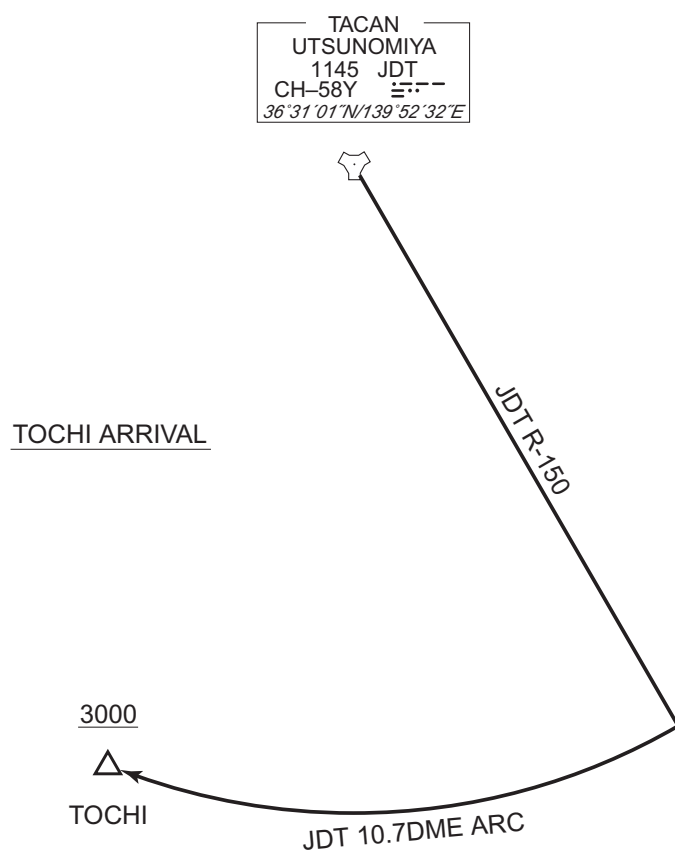 TACAN
UTSUNOMIYA
1145 JDT
CH–58Y
36°31´01˝N/139°52´32˝E
JDT R-150
TOCHI ARRIVAL
3000
TOCHI
JDT 10.7DME ARC